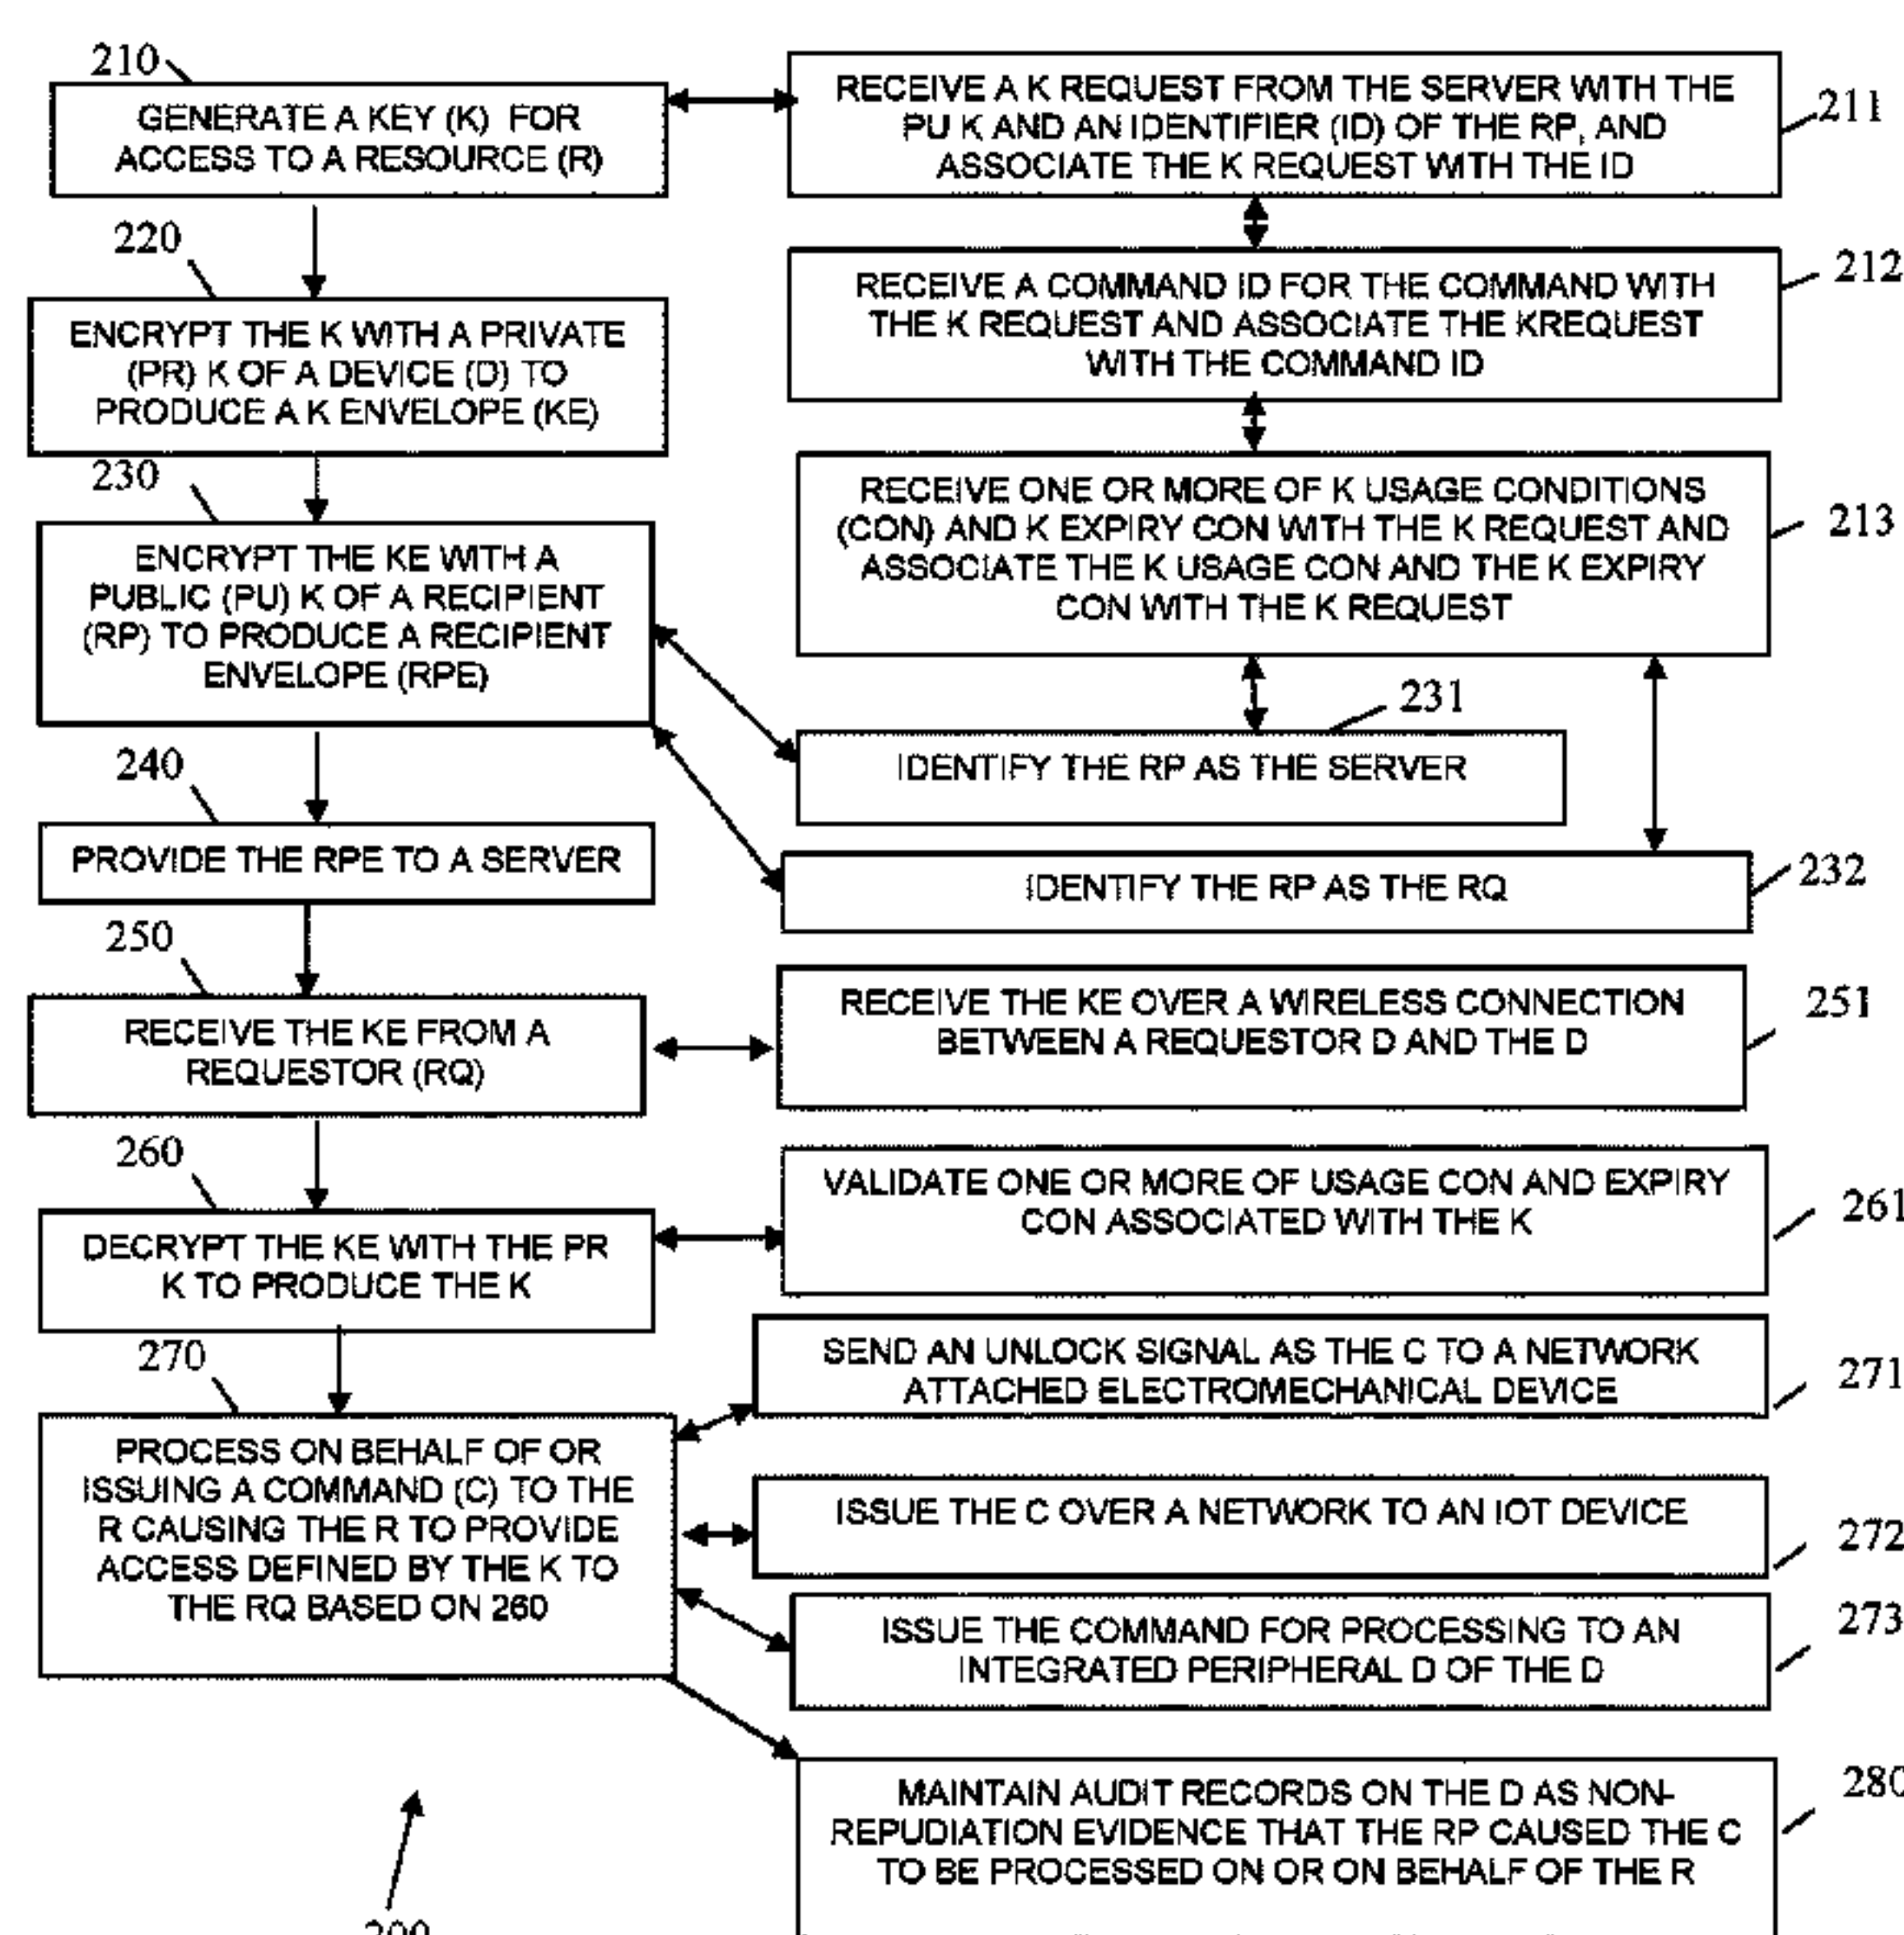 210
GENERATE A KEY (K) FOR
ACCESS TO A RESOURCE (R)
RECEIVE A K REQUEST FROM THE SERVER WITH THE
PU K AND AN IDENTIFIER (ID) OF THE RP, AND
ASSOCIATE THE K REQUEST WITH THE ID
211
220
ENCRYPT THE K WITH A PRIVATE
(PR) K OF A DEVICE (D) TO
PRODUCE A K ENVELOPE (KE)
RECEIVE A COMMAND ID FOR THE COMMAND WITH
THE K REQUEST AND ASSOCIATE THE KREQUEST
WITH THE COMMAND ID
212
230
ENCRYPT THE KE WITH A
PUBLIC (PU) K OF A RECIPIENT
(RP) TO PRODUCE A RECIPIENT
ENVELOPE (RPE)
RECEIVE ONE OR MORE OF K USAGE CONDITIONS
(CON) AND K EXPIRY CON WITH THE K REQUEST AND
ASSOCIATE THE K USAGE CON AND THE K EXPIRY
CON WITH THE K REQUEST
213
231
IDENTIFY THE RP AS THE SERVER
240
PROVIDE THE RPE TO A SERVER
IDENTIFY THE RP AS THE RQ
232
250
RECEIVE THE KE FROM A
REQUESTOR (RQ)
RECEIVE THE KE OVER A WIRELESS CONNECTION
BETWEEN A REQUESTOR D AND THE D
251
260
DECRYPT THE KE WITH THE PR
K TO PRODUCE THE K
VALIDATE ONE OR MORE OF USAGE CON AND EXPIRY
CON ASSOCIATED WITH THE K
261
270
PROCESS ON BEHALF OF OR
ISSUING A COMMAND (C) TO THE
R CAUSING THE R TO PROVIDE
ACCESS DEFINED BY THE K TO
THE RQ BASED ON 260
SEND AN UNLOCK SIGNAL AS THE C TO A NETWORK
ATTACHED ELECTROMECHANICAL DEVICE
271
ISSUE THE C OVER A NETWORK TO AN IOT DEVICE
272
ISSUE THE COMMAND FOR PROCESSING TO AN
INTEGRATED PERIPHERAL D OF THE D
273
MAINTAIN AUDIT RECORDS ON THE D AS NON-
REPUDIATION EVIDENCE THAT THE RP CAUSED THE C
TO BE PROCESSED ON OR ON BEHALF OF THE R
280
200